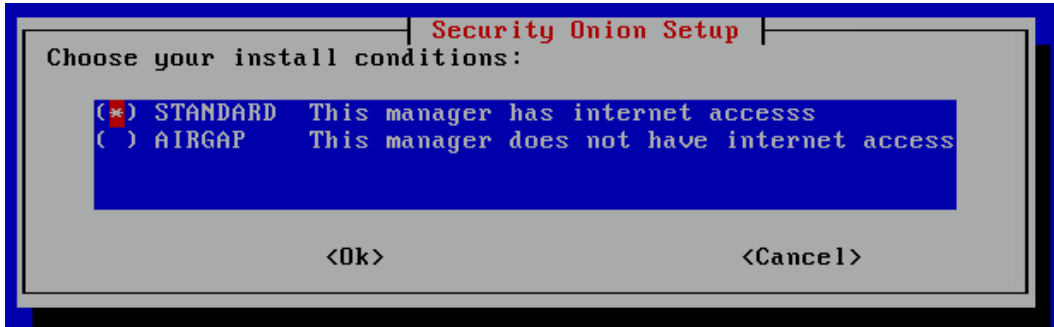 Security Onion Setup
Choose your install conditions:
(*) STANDARD This manager has internet accesss
( ) AIRGAP This manager does not have internet access
<Ok> <Cancel>